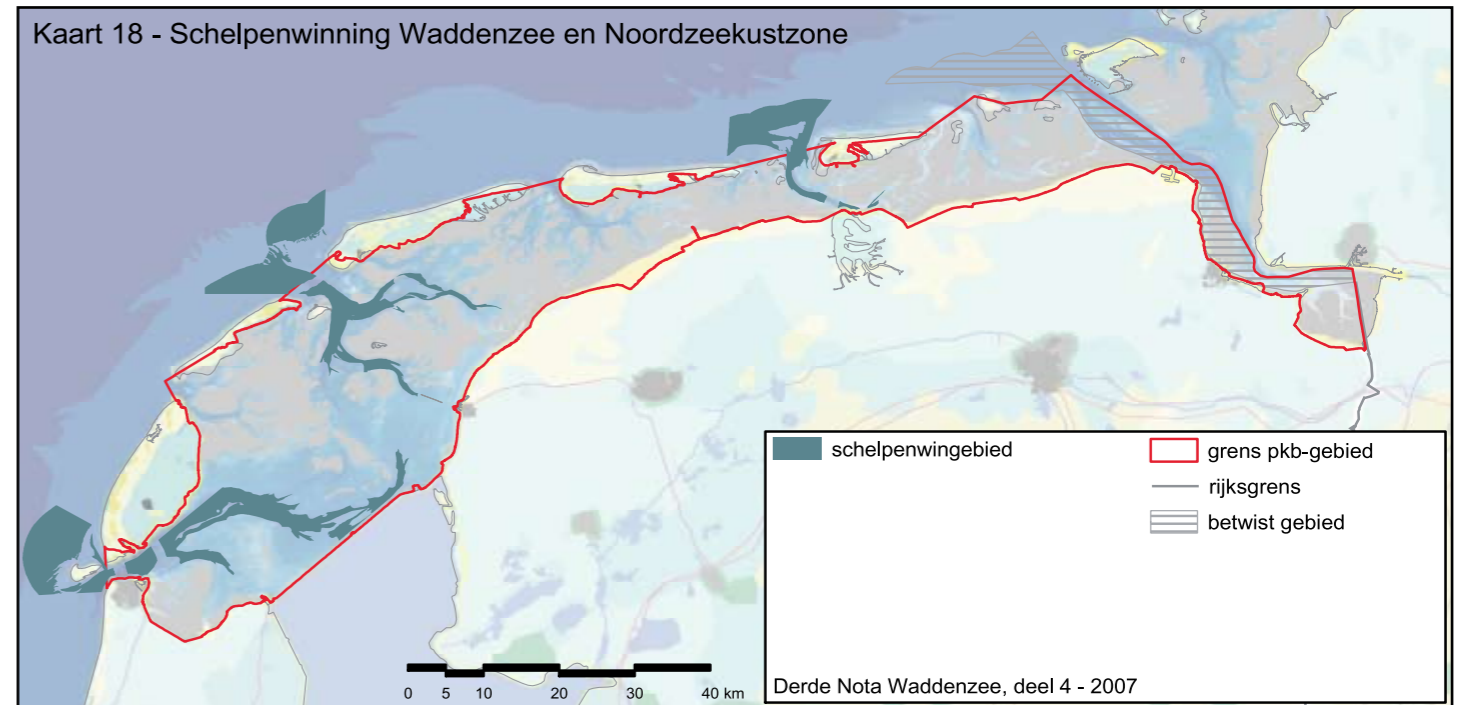 Kaart 18 - Schelpenwinning Waddenzee en Noordzeekustzone
schelpenwingebied
grens pkb-gebied
rijksgrens
betwist gebied
0 5 10 20 30 40 km
Derde Nota Waddenzee, deel 4 - 2007